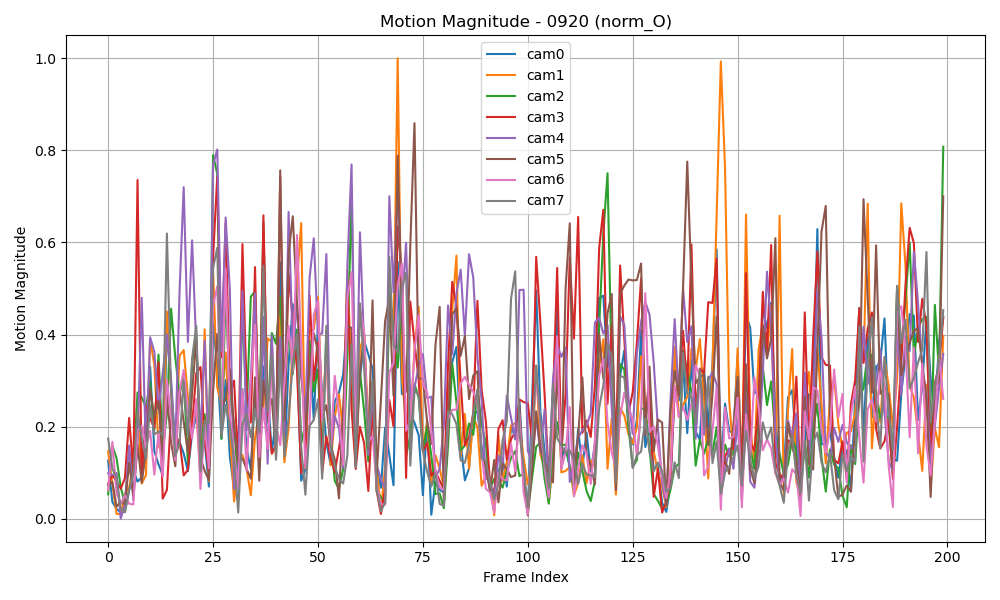 Motion Magnitude - 0920 (norm_O)
cam0
cam1
cam2
cam3
cam4
cam5
cam6
cam7
Motion Magnitude
1.0
0.8
0.6
0.4
0.2
0.0
0
25
50
75
100
125
150
175
200
Frame Index